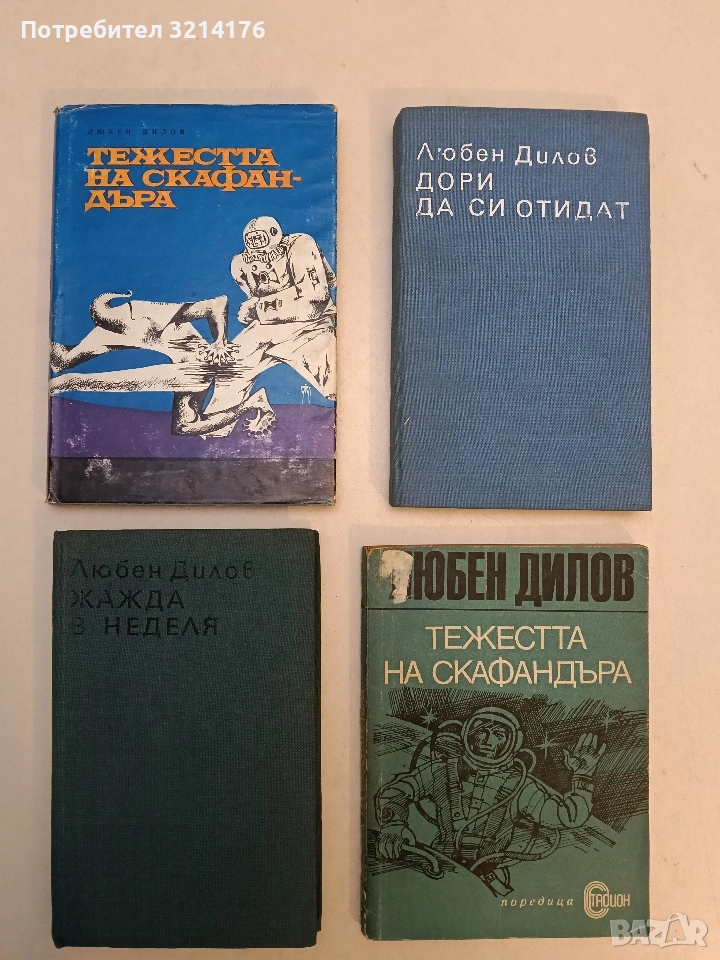 Потребител 3214176
ЛЮБЕН ДИЛОВ
ТЕЖЕСТТА
НА СКАФАН-
ДЪРА
Любен Дилов
ДОРИ
ДА СИ ОТИДАТ
Любен Дилов
ЖАЖДА
В НЕДЕЛЯ
ЛЮБЕН ДИЛОВ
ТЕЖЕСТТА
НА СКАФАНДЪРА
поредица Стадион
BAZAR